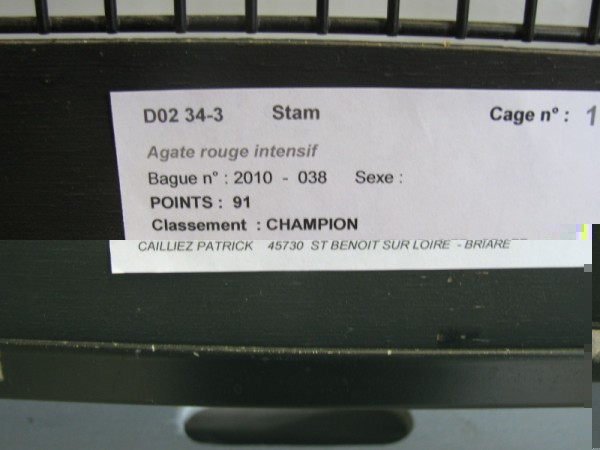 D02 34-3 Stam Cage n° : 1
Agate rouge intensif
Bague n° : 2010 - 038 Sexe :
POINTS : 91
Classement : CHAMPION
CAILLIEZ PATRICK 45730 ST BENOIT SUR LOIRE - BRIARE